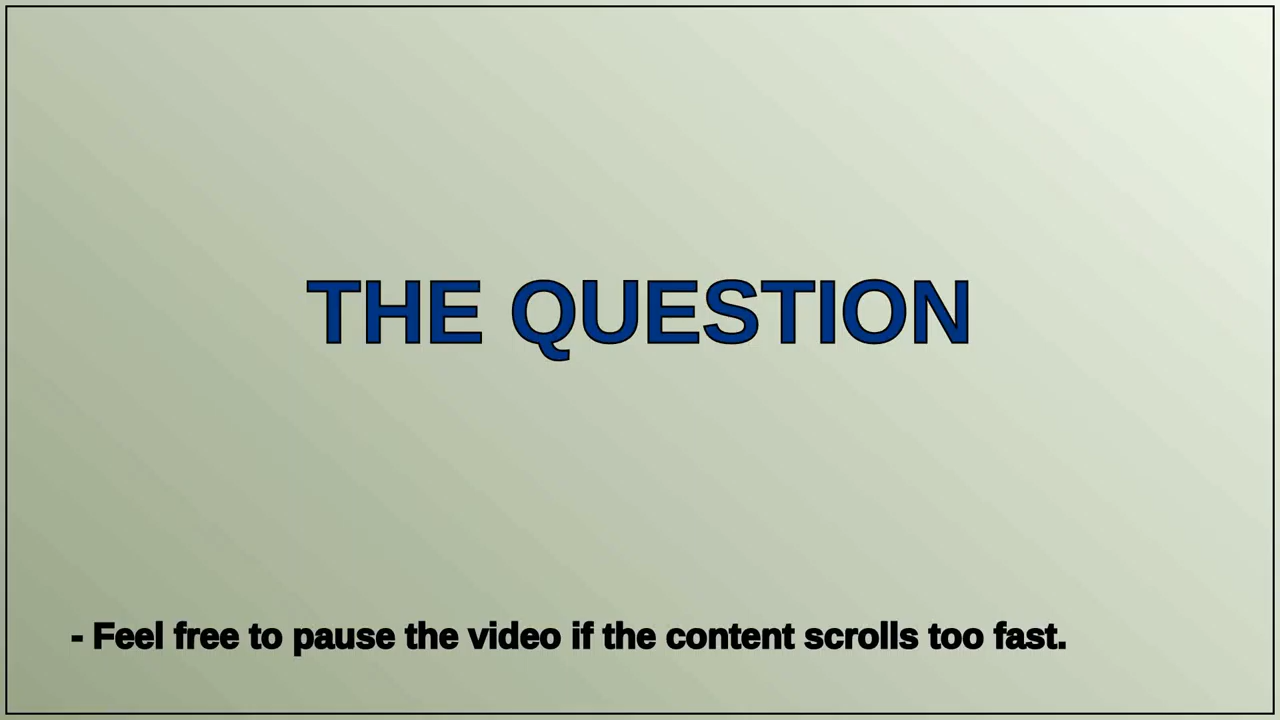 THE QUESTION
- Feel free to pause the video if the content scrolls too fast.